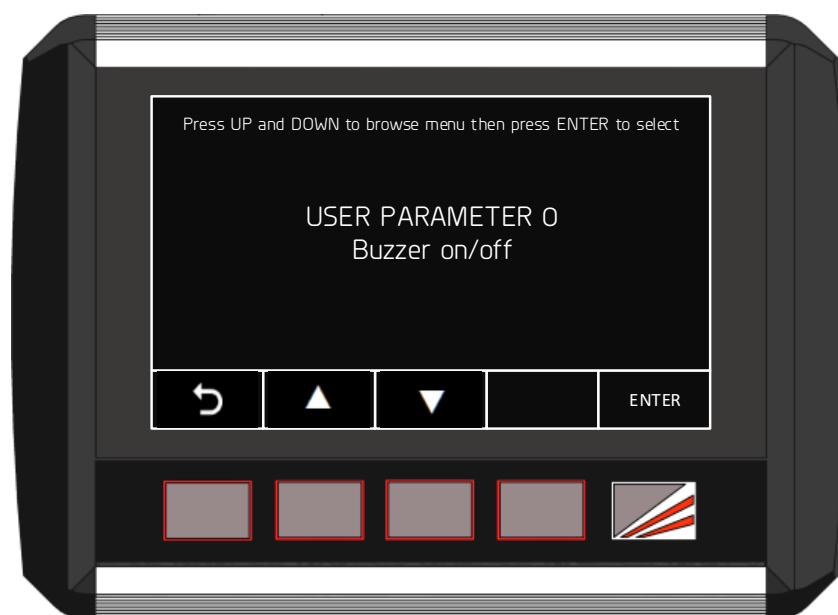 Press UP and DOWN to browse menu then press ENTER to select
USER PARAMETER 0
Buzzer on/off
ENTER